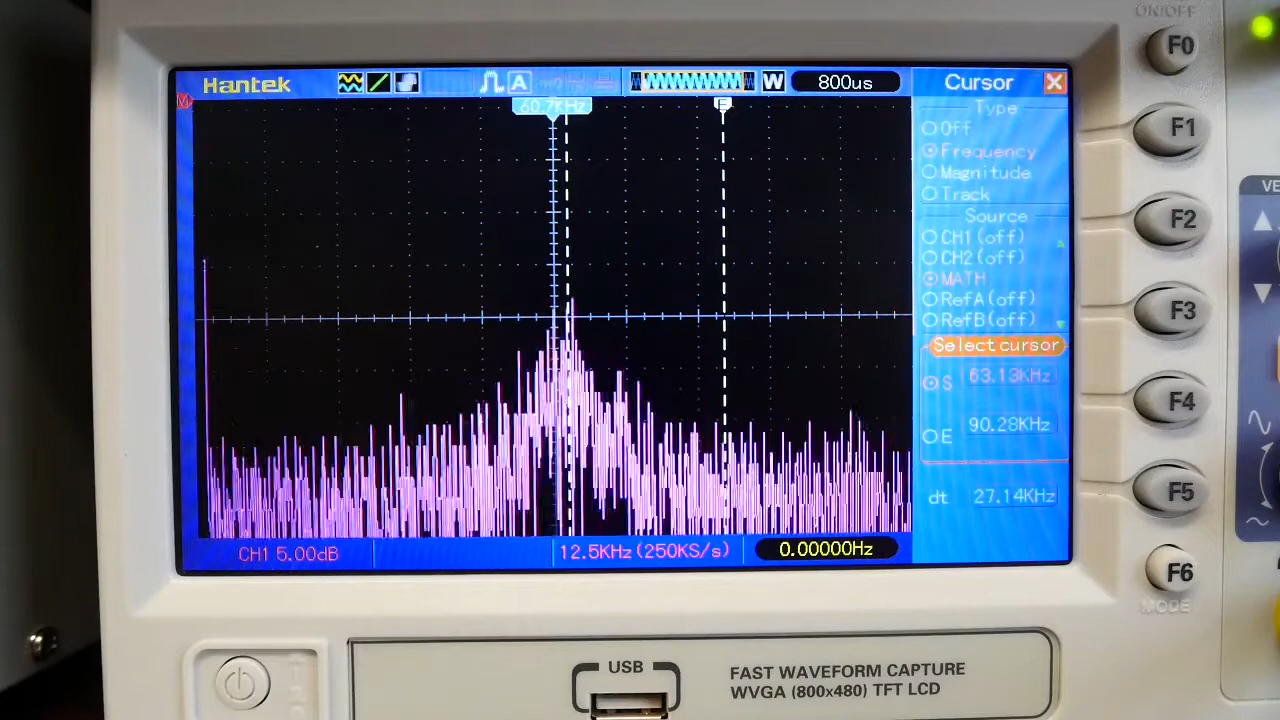 ON/OFF
Hantek A W 800us Cursor X
60.7KHz E
Type
Off
Frequency
Magnitude
Track
Source
CH1(off)
CH2(off)
MATH
RefA(off)
RefB(off)
Select cursor
S 63.13KHz
E 90.28KHz
dt 27.14KHz
CH1 5.00dB 12.5KHz(250KS/s) 0.00000Hz
F0
F1
F2
F3
F4
F5
F6
MODE
VE
USB
FAST WAVEFORM CAPTURE
WVGA (800x480) TFT LCD